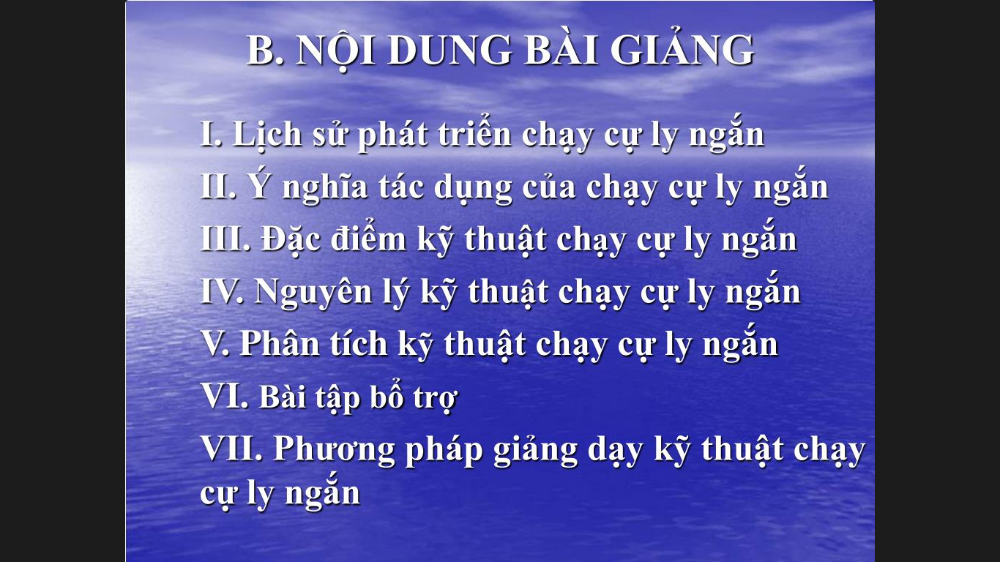 B. NỘI DUNG BÀI GIẢNG
I. Lịch sử phát triển chạy cự ly ngắn
II. Ý nghĩa tác dụng của chạy cự ly ngắn
III. Đặc điểm kỹ thuật chạy cự ly ngắn
IV. Nguyên lý kỹ thuật chạy cự ly ngắn
V. Phân tích kỹ thuật chạy cự ly ngắn
VI. Bài tập bổ trợ
VII. Phương pháp giảng dạy kỹ thuật chạy
cự ly ngắn